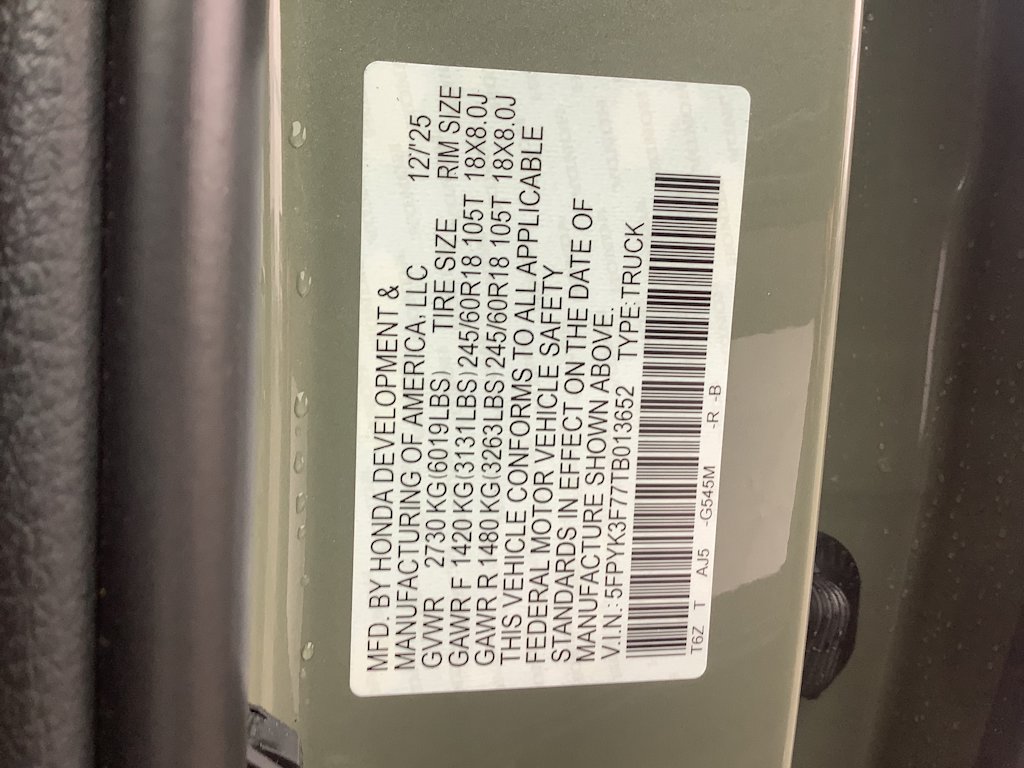 MFD. BY HONDA DEVELOPMENT & 12/'25
MANUFACTURING OF AMERICA, LLC
GVWR 2730 KG (6019LBS) TIRE SIZE RIM SIZE
GAWR F 1420 KG (3131LBS) 245/60R18 105T 18X8.0J
GAWR R 1480 KG (3263LBS) 245/60R18 105T 18X8.0J
THIS VEHICLE CONFORMS TO ALL APPLICABLE
FEDERAL MOTOR VEHICLE SAFETY
STANDARDS IN EFFECT ON THE DATE OF
MANUFACTURE SHOWN ABOVE.
V.I.N.:5FPYK3F77TB013652 TYPE:TRUCK
T6Z T AJ5 -G545M -R -B